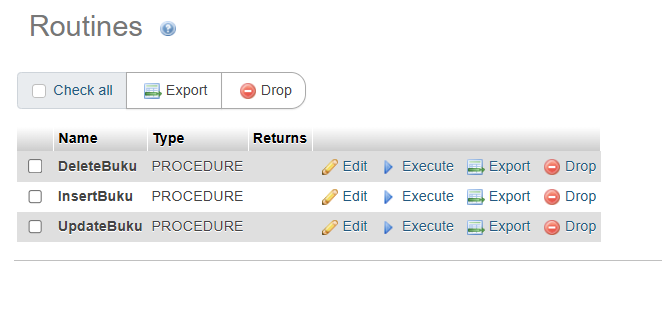 Routines
Check all Export Drop
Name Type Returns
DeleteBuku PROCEDURE Edit Execute Export Drop
InsertBuku PROCEDURE Edit Execute Export Drop
UpdateBuku PROCEDURE Edit Execute Export Drop